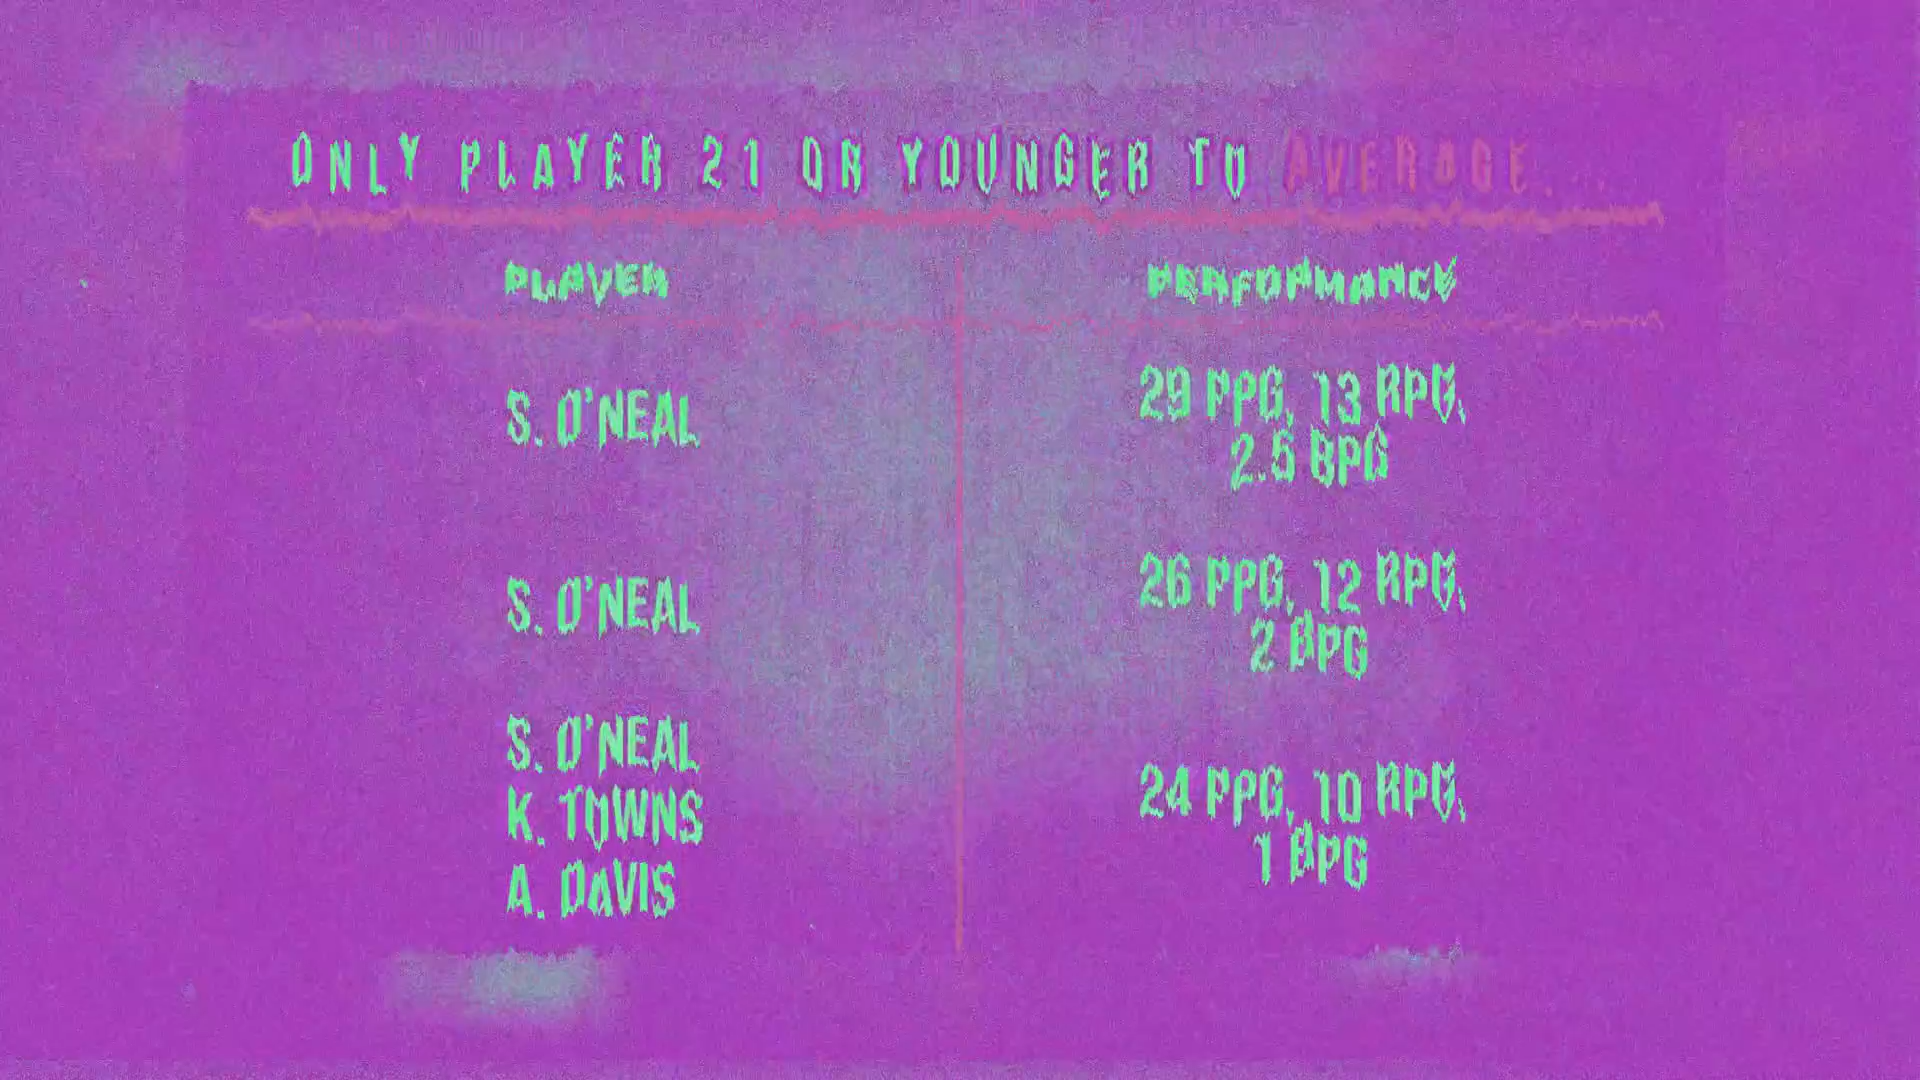 ONLY PLAYER 21 OR YOUNGER TO AVERAGE...
PLAYER PERFORMANCE
S. O'NEAL
29 PPG, 13 RPG,
2.5 BPG
S. O'NEAL
26 PPG, 12 RPG,
2 BPG
S. O'NEAL
K. TOWNS
A. DAVIS
24 PPG, 10 RPG,
1 BPG